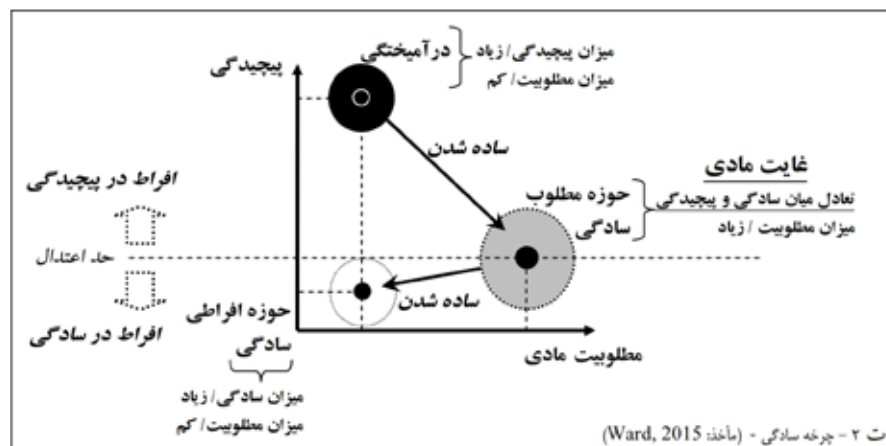 میزان پیچیدگی/ زیاد
میزان مطلوبیت/ کم
درآمیختگی
پیچیدگی
ساده شدن
غایت مادی
تعادل میان سادگی و پیچیدگی
میزان مطلوبیت / زیاد
حوزه مطلوب
سادگی
افراط در پیچیدگی
حد اعتدال
افراط در سادگی
ساده شدن
حوزه افراطی
سادگی
مطلوبیت مادی
میزان سادگی/ زیاد
میزان مطلوبیت/ کم
ت ۲ – چرخه سادگی - (مأخذ: Ward, 2015)